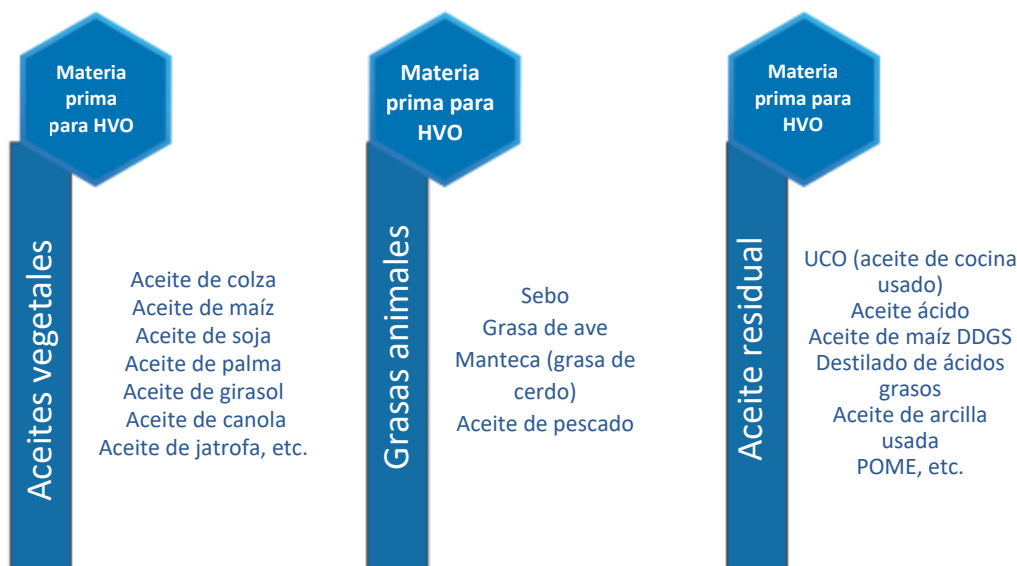 Materia
prima
para HVO
Aceites vegetales
Aceite de colza
Aceite de maíz
Aceite de soja
Aceite de palma
Aceite de girasol
Aceite de canola
Aceite de jatrofa, etc.
Materia
prima para
HVO
Grasas animales
Sebo
Grasa de ave
Manteca (grasa de
cerdo)
Aceite de pescado
Materia
prima para
HVO
Aceite residual
UCO (aceite de cocina
usado)
Aceite ácido
Aceite de maíz DDGS
Destilado de ácidos
grasos
Aceite de arcilla
usada
POME, etc.